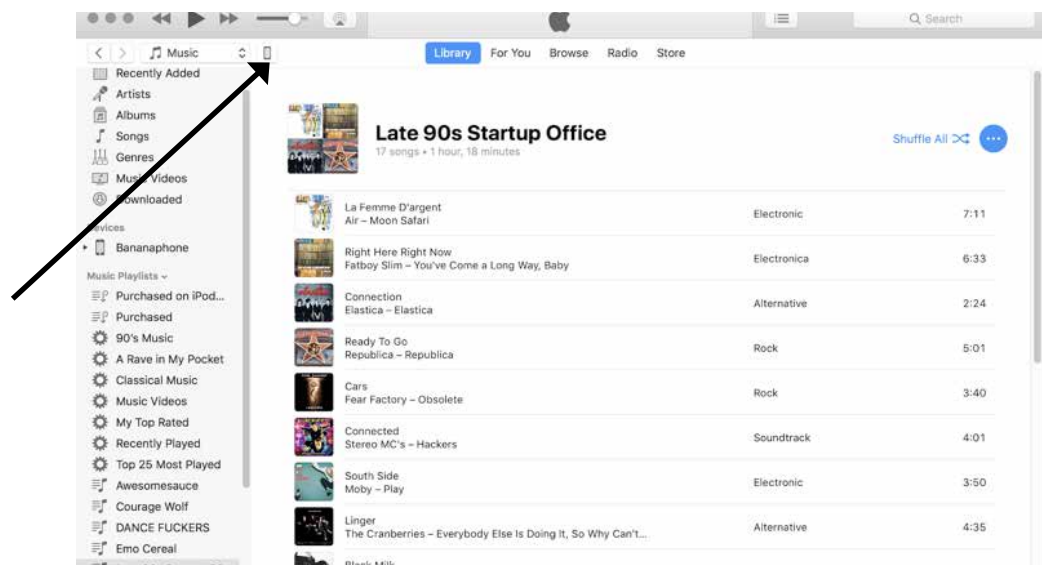 Search
Music
Library For You Browse Radio Store
Recently Added
Artists
Albums
Songs
Genres
Music Videos
Downloaded
Devices
Bananaphone
Music Playlists
Purchased on iPod...
Purchased
90's Music
A Rave in My Pocket
Classical Music
Music Videos
My Top Rated
Recently Played
Top 25 Most Played
Awesomesauce
Courage Wolf
DANCE FUCKERS
Emo Cereal
Late 90s Startup Office
17 songs • 1 hour, 18 minutes
Shuffle All
La Femme D'argent
Air – Moon Safari
Electronic 7:11
Right Here Right Now
Fatboy Slim – You've Come a Long Way, Baby
Electronica 6:33
Connection
Elastica – Elastica
Alternative 2:24
Ready To Go
Republica – Republica
Rock 5:01
Cars
Fear Factory – Obsolete
Rock 3:40
Connected
Stereo MC's – Hackers
Soundtrack 4:01
South Side
Moby – Play
Electronic 3:50
Linger
The Cranberries – Everybody Else Is Doing It, So Why Can't...
Alternative 4:35
Black Milk